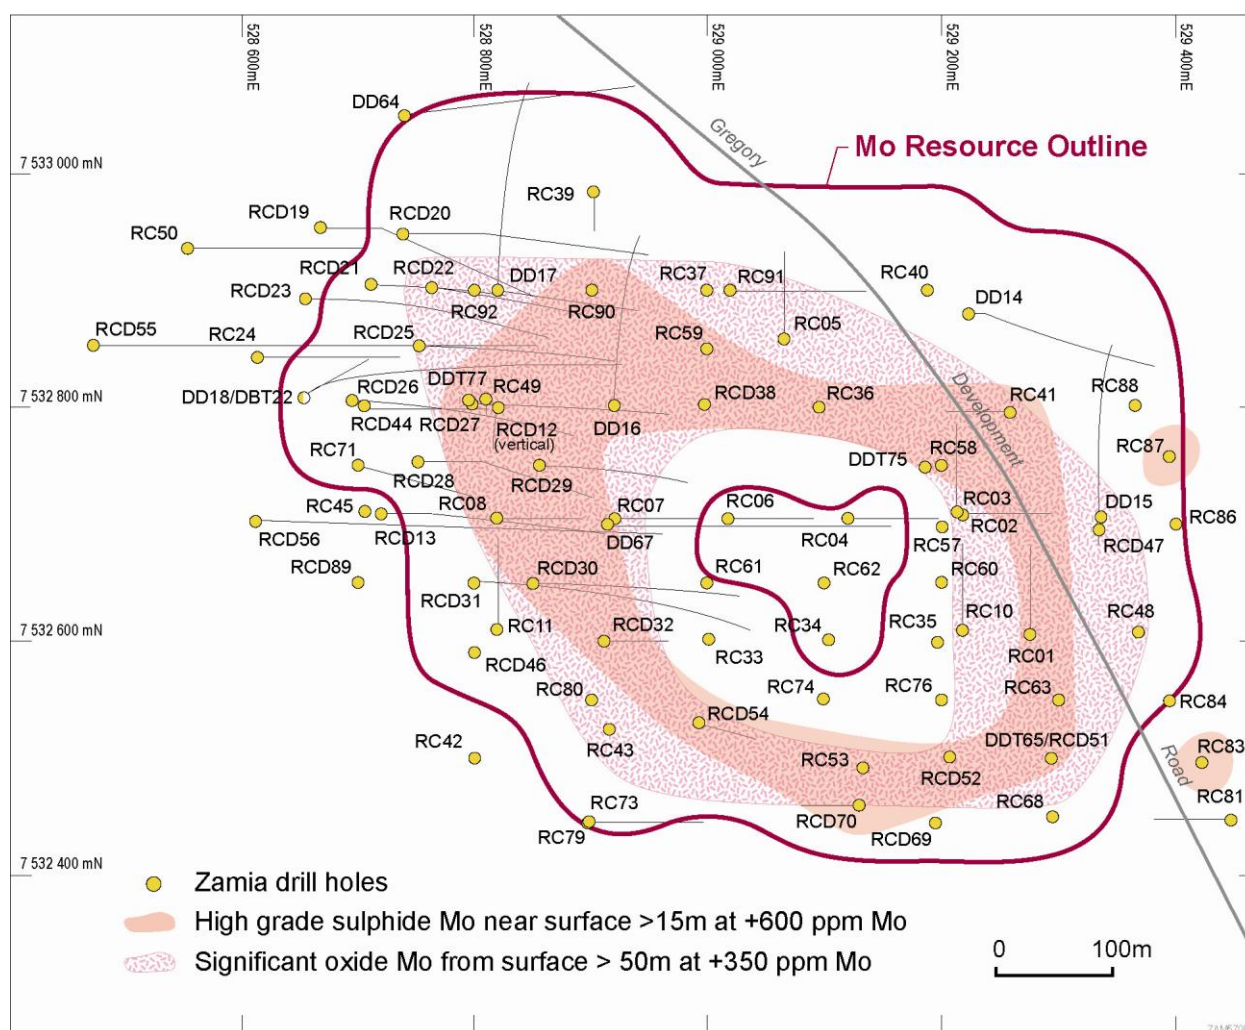 528 600mE
528 800mE
529 000mE
529 200mE
529 400mE
DD64
Gregory
Mo Resource Outline
7 533 000 mN
RC39
RCD19
RCD20
RC50
RCD21
RCD22
DD17
RC37
RC91
RC40
RCD23
RC92
RC90
DD14
RCD55
RC24
RCD25
RC59
RC05
DDT77
RC49
RCD26
RCD38
RC36
RC41
RC88
DD18/DBT22
7 532 800 mN
RCD44
RCD27
RCD12
(vertical)
DD16
Development
RC71
RC58
RC87
DDT75
RCD28
RCD29
RC45
RC08
RC07
RC06
RC03
DD15
RC86
RC02
RCD56
RCD13
DD67
RC04
RC57
RCD47
RCD89
RCD30
RC61
RC62
RC60
RCD31
RC11
RCD32
RC34
RC35
RC10
RC48
7 532 600 mN
RC33
RC01
RCD46
RC80
RC74
RC76
RC63
RC84
RCD54
RC42
RC43
DDT65/RCD51
RC83
RC53
RCD52
Road
RC73
RC68
RC81
RC79
RCD70
RCD69
7 532 400 mN
Zamia drill holes
High grade sulphide Mo near surface >15m at +600 ppm Mo
Significant oxide Mo from surface > 50m at +350 ppm Mo
0 100m